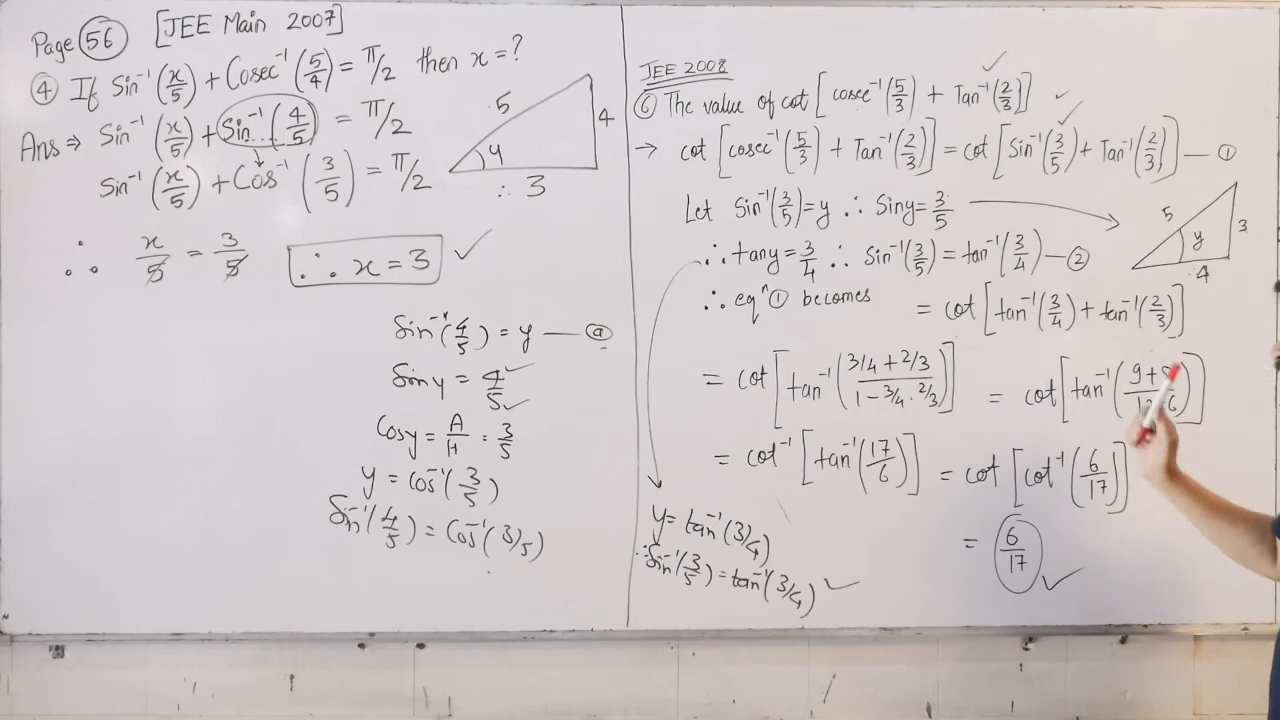 Page 56 [JEE Main 2007]
④ If Sin⁻¹(x/5) + Cosec⁻¹(5/4) = π/2 then x = ?
Ans ⇒ Sin⁻¹(x/5) + Sin⁻¹(4/5) = π/2
Sin⁻¹(x/5) + Cos⁻¹(3/5) = π/2
5
4
y
∴ 3
∴ x/5 = 3/5 ∴ x = 3 ✓
Sin⁻¹(4/5) = y — ⓐ
Sin y = 4/5
Cos y = A/H = 3/5
y = cos⁻¹(3/5)
Sin⁻¹(4/5) = Cos⁻¹(3/5)
JEE 2008
⑥ The value of cot [cosec⁻¹(5/3) + Tan⁻¹(2/3)] ✓
→ cot [cosec⁻¹(5/3) + Tan⁻¹(2/3)] = cot [Sin⁻¹(3/5) + Tan⁻¹(2/3)] — ①
Let Sin⁻¹(3/5) = y ∴ Sin y = 3/5
5
3
y
4
∴ tan y = 3/4 ∴ Sin⁻¹(3/5) = tan⁻¹(3/4) — ②
∴ eqⁿ ① becomes = cot [tan⁻¹(3/4) + tan⁻¹(2/3)]
= cot [tan⁻¹((3/4 + 2/3)/(1 − 3/4 · 2/3))] = cot [tan⁻¹(9+
= cot⁻¹ [tan⁻¹(17/6)] = cot [cot⁻¹(6/17)]
= 6/17 ✓
y = tan⁻¹(3/4)
∴ Sin⁻¹(3/5) = tan⁻¹(3/4) ✓